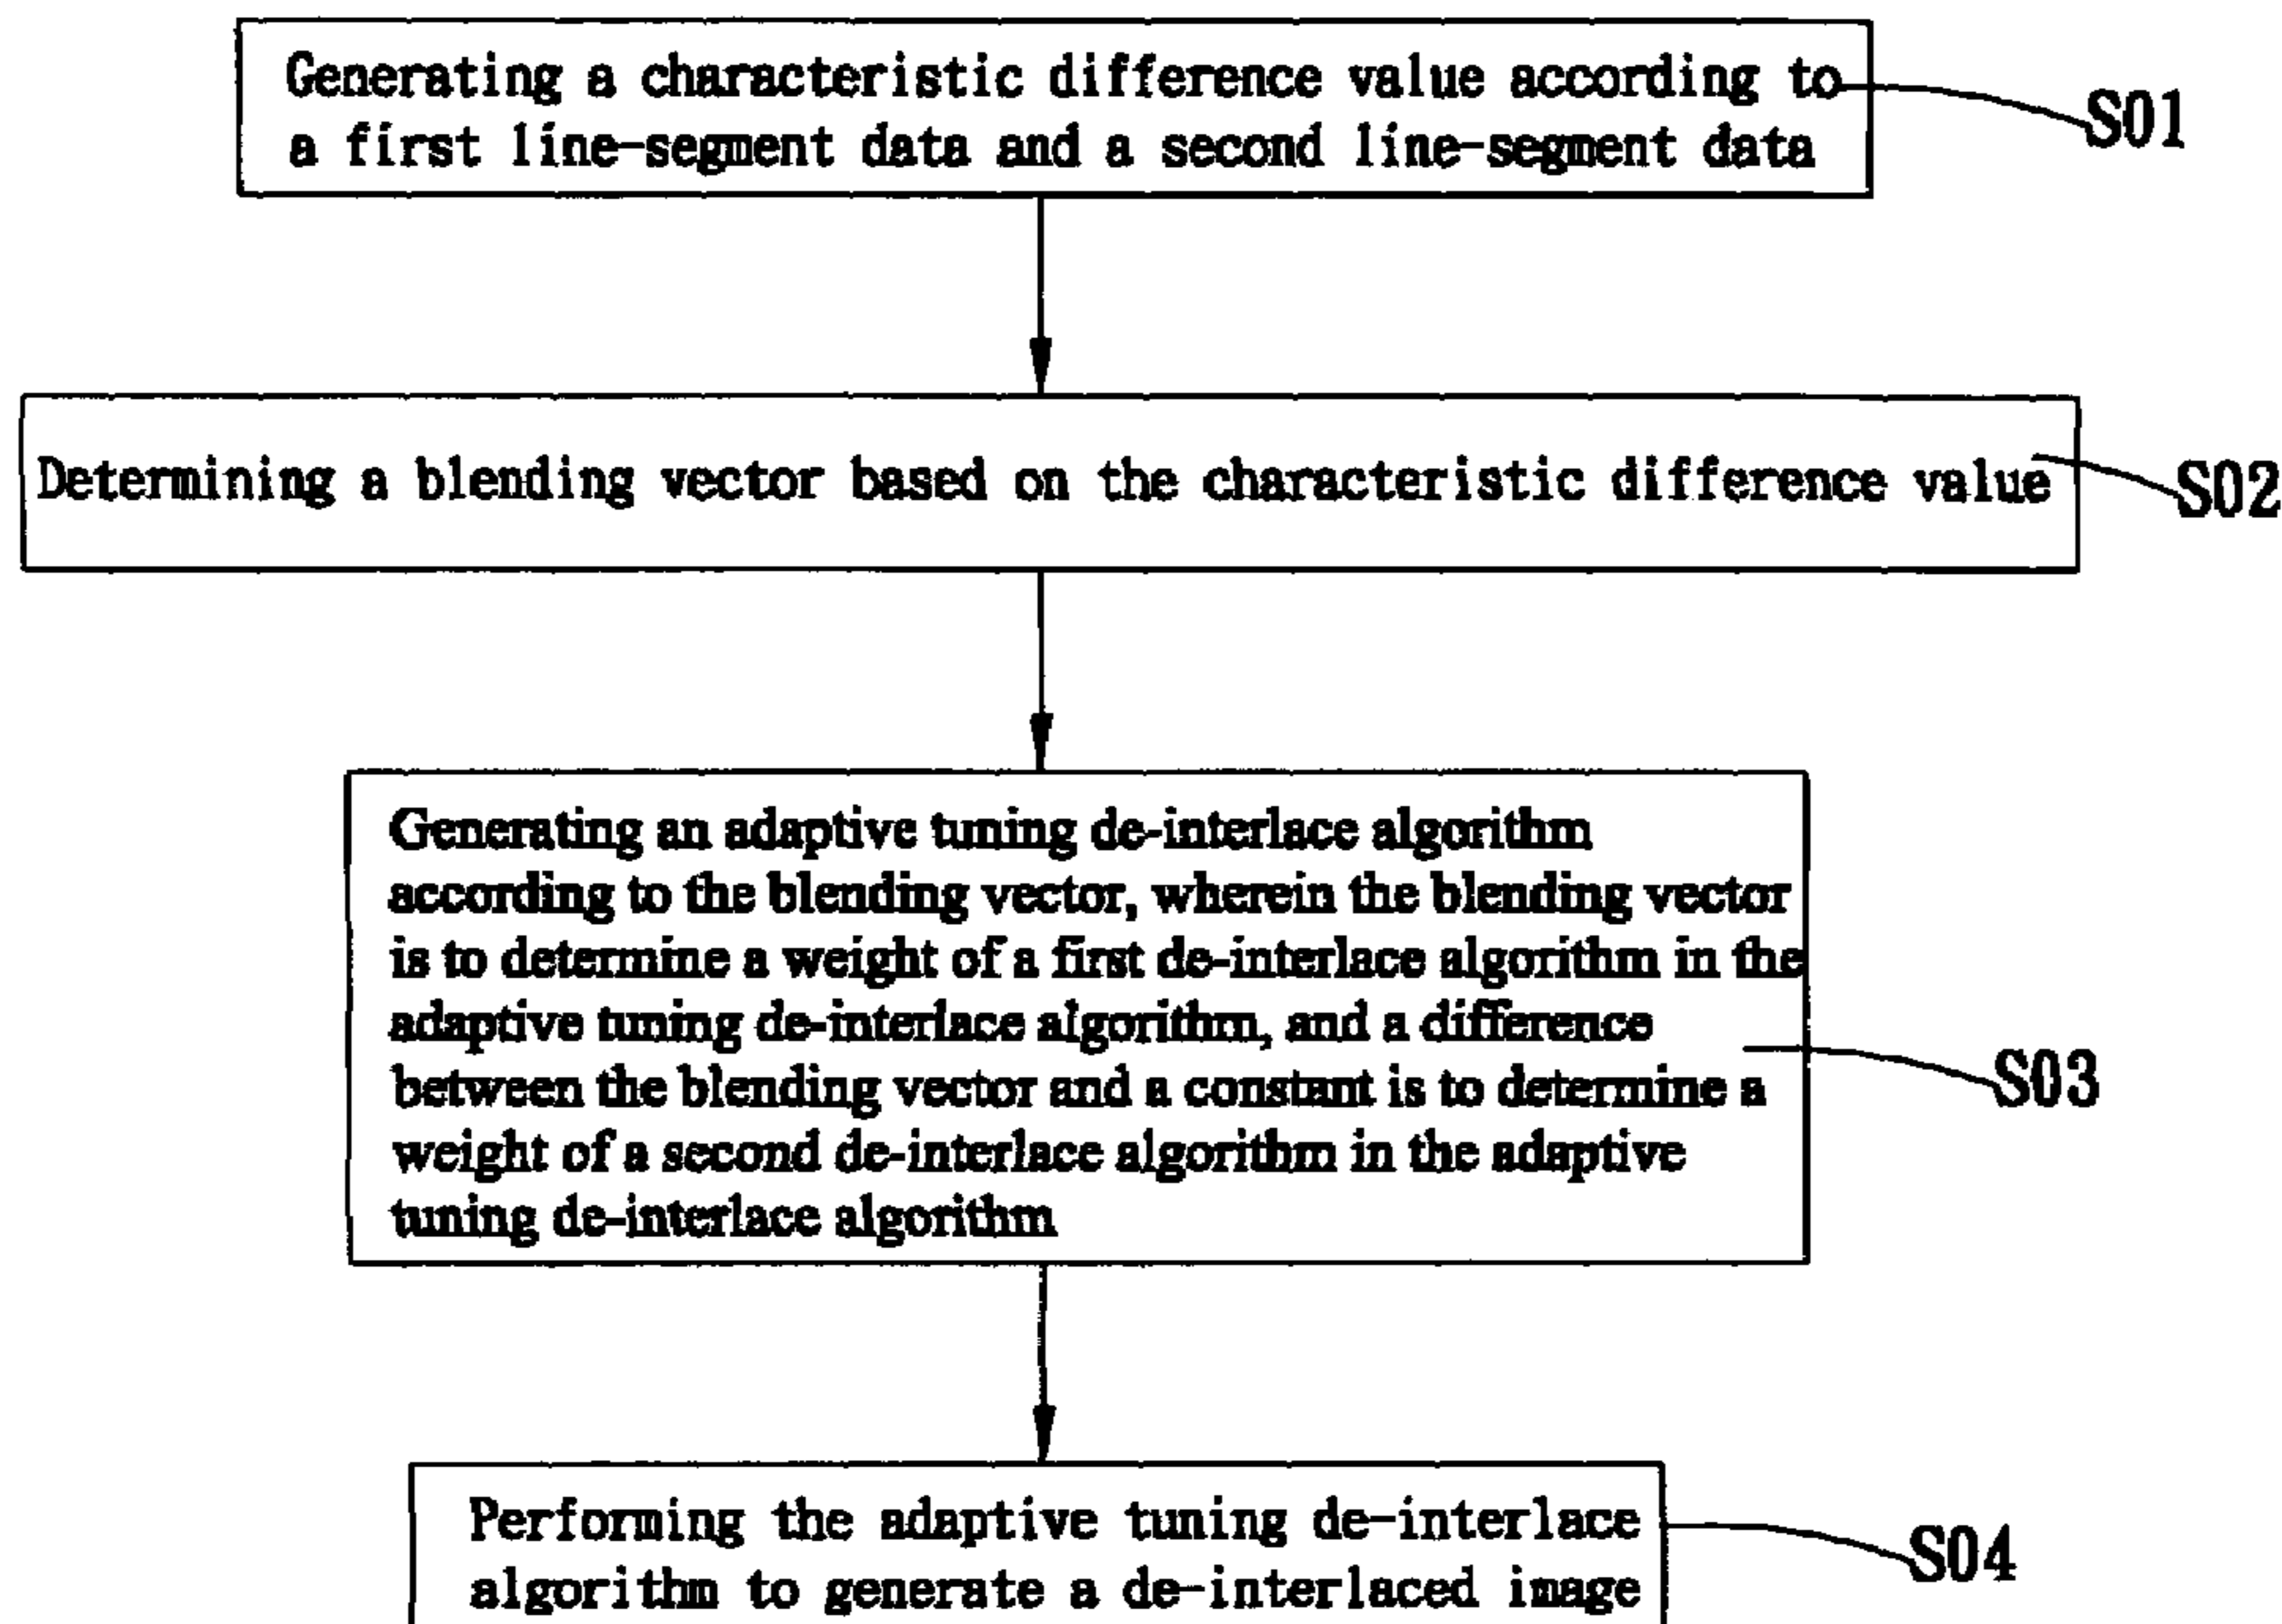 Generating a characteristic difference value according to
a first line-segment data and a second line-segment data
S01
Determining a blending vector based on the characteristic difference value
S02
Generating an adaptive tuning de-interlace algorithm
according to the blending vector, wherein the blending vector
is to determine a weight of a first de-interlace algorithm in the
adaptive tuning de-interlace algorithm, and a difference
between the blending vector and a constant is to determine a
weight of a second de-interlace algorithm in the adaptive
tuning de-interlace algorithm
S03
Performing the adaptive tuning de-interlace
algorithm to generate a de-interlaced image
S04